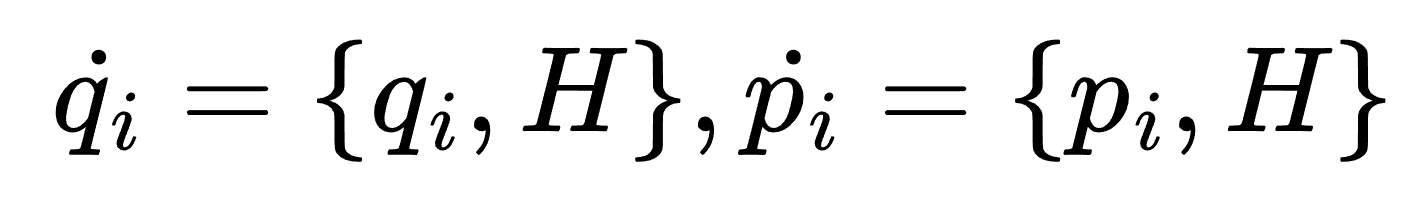 q̇ᵢ = {qᵢ, H}, ṗᵢ = {pᵢ, H}